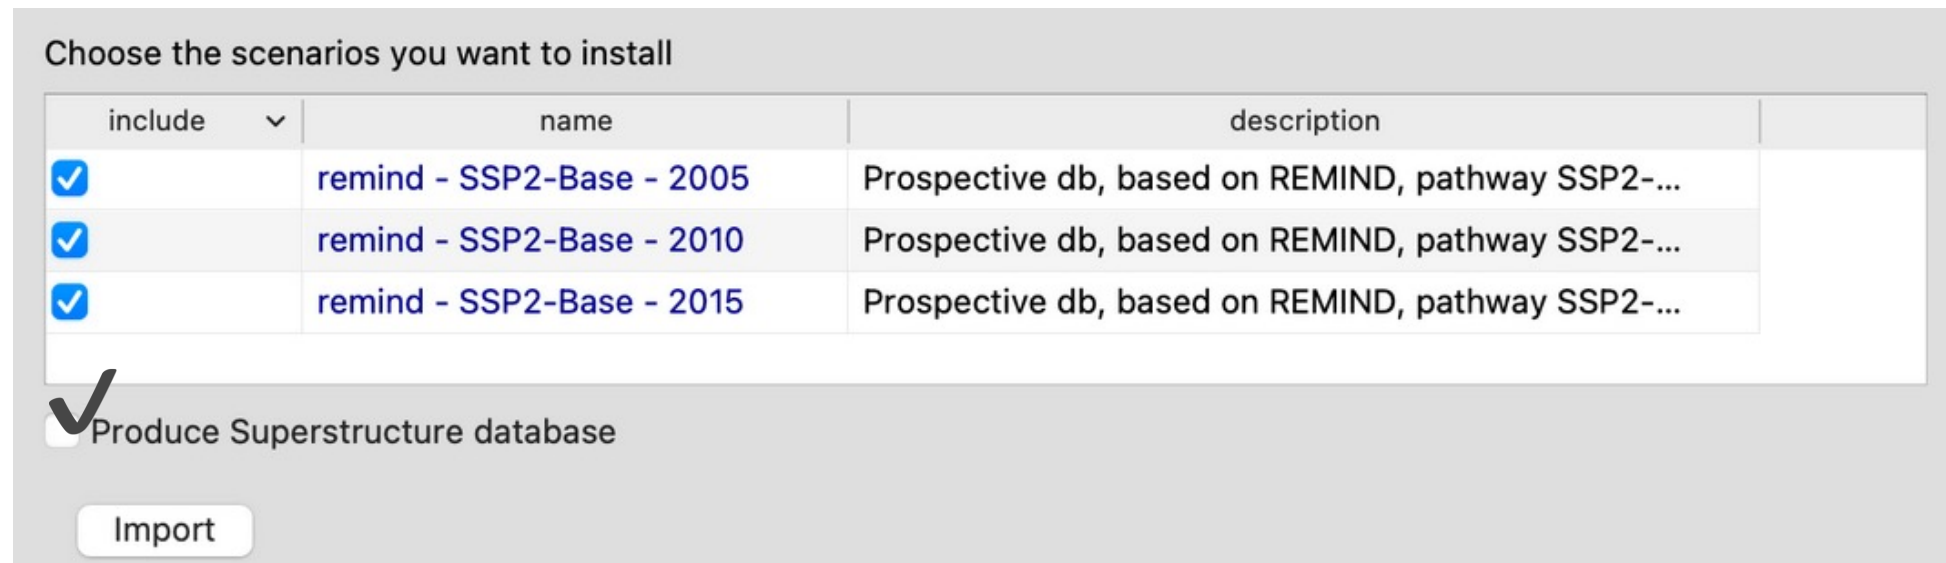 Choose the scenarios you want to install
include name description
remind - SSP2-Base - 2005 Prospective db, based on REMIND, pathway SSP2-...
remind - SSP2-Base - 2010 Prospective db, based on REMIND, pathway SSP2-...
remind - SSP2-Base - 2015 Prospective db, based on REMIND, pathway SSP2-...
Produce Superstructure database
Import